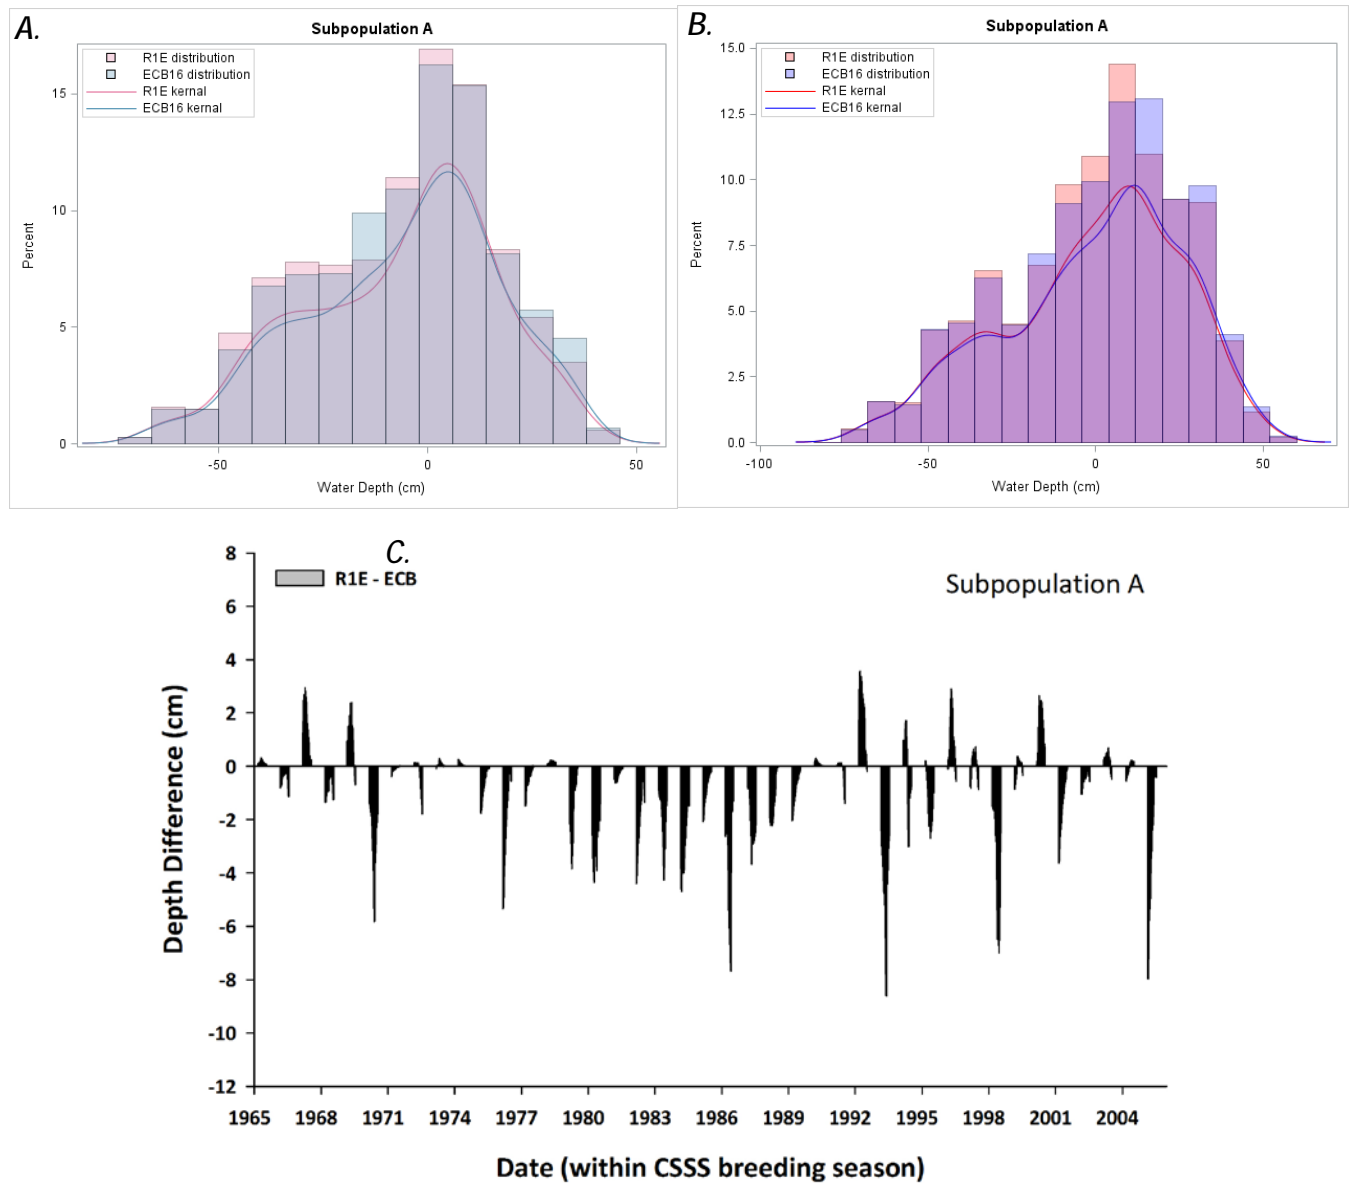 A.
Subpopulation A
R1E distribution
ECB16 distribution
R1E kernal
ECB16 kernal
15
10
5
0
Percent
-50
0
50
Water Depth (cm)
B.
Subpopulation A
R1E distribution
ECB16 distribution
R1E kernal
ECB16 kernal
15.0
12.5
10.0
7.5
5.0
2.5
0.0
Percent
-100
-50
0
50
Water Depth (cm)
C.
R1E - ECB
Subpopulation A
8
6
4
2
0
-2
-4
-6
-8
-10
-12
Depth Difference (cm)
1965
1968
1971
1974
1977
1980
1983
1986
1989
1992
1995
1998
2001
2004
Date (within CSSS breeding season)